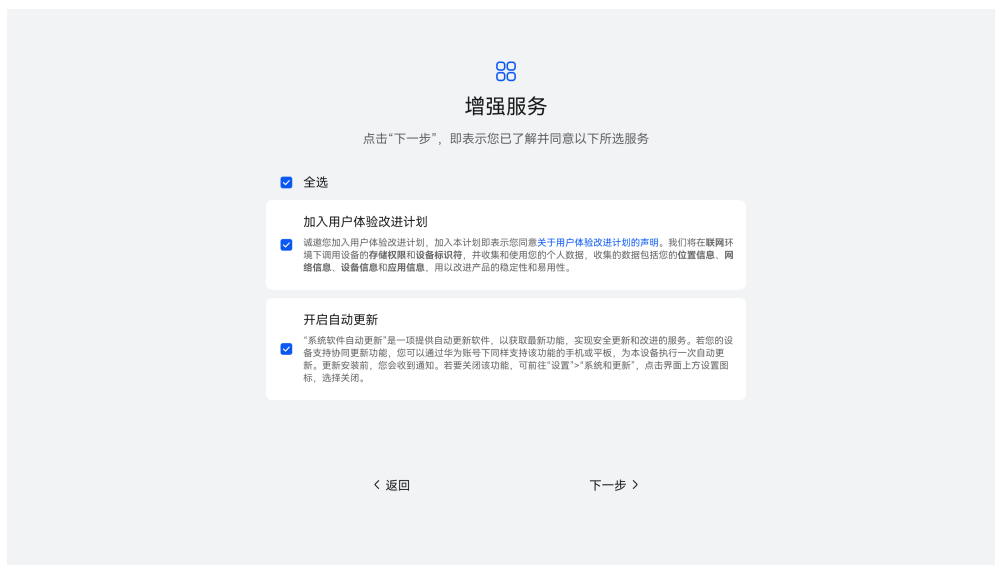 增强服务
点击“下一步”，即表示您已了解并同意以下所选服务
全选
加入用户体验改进计划
诚邀您加入用户体验改进计划，加入本计划即表示您同意关于用户体验改进计划的声明。我们将在联网环
境下调用设备的存储权限和设备标识符，并收集和使用您的个人数据，收集的数据包括您的位置信息、网
络信息、设备信息和应用信息，用以改进产品的稳定性和易用性。
开启自动更新
“系统软件自动更新”是一项提供自动更新软件，以获取最新功能，实现安全更新和改进的服务。若您的设
备支持协同更新功能，您可以通过华为账号下同样支持该功能的手机或平板，为本设备执行一次自动更
新。更新安装前，您会收到通知。若要关闭该功能，可前往“设置”>“系统和更新”，点击界面上方设置图
标，选择关闭。
返回
下一步